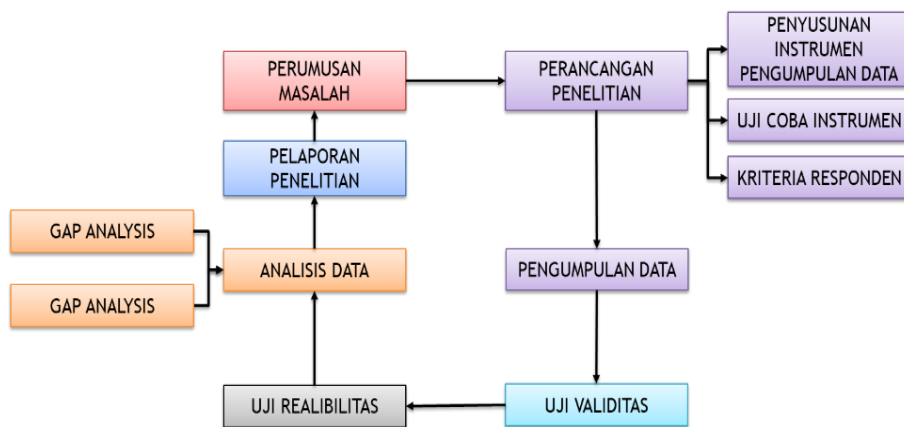 PERUMUSAN
MASALAH
PERANCANGAN
PENELITIAN
PENYUSUNAN
INSTRUMEN
PENGUMPULAN DATA
UJI COBA INSTRUMEN
KRITERIA RESPONDEN
PELAPORAN
PENELITIAN
GAP ANALYSIS
GAP ANALYSIS
ANALISIS DATA
PENGUMPULAN DATA
UJI REALIBILITAS
UJI VALIDITAS